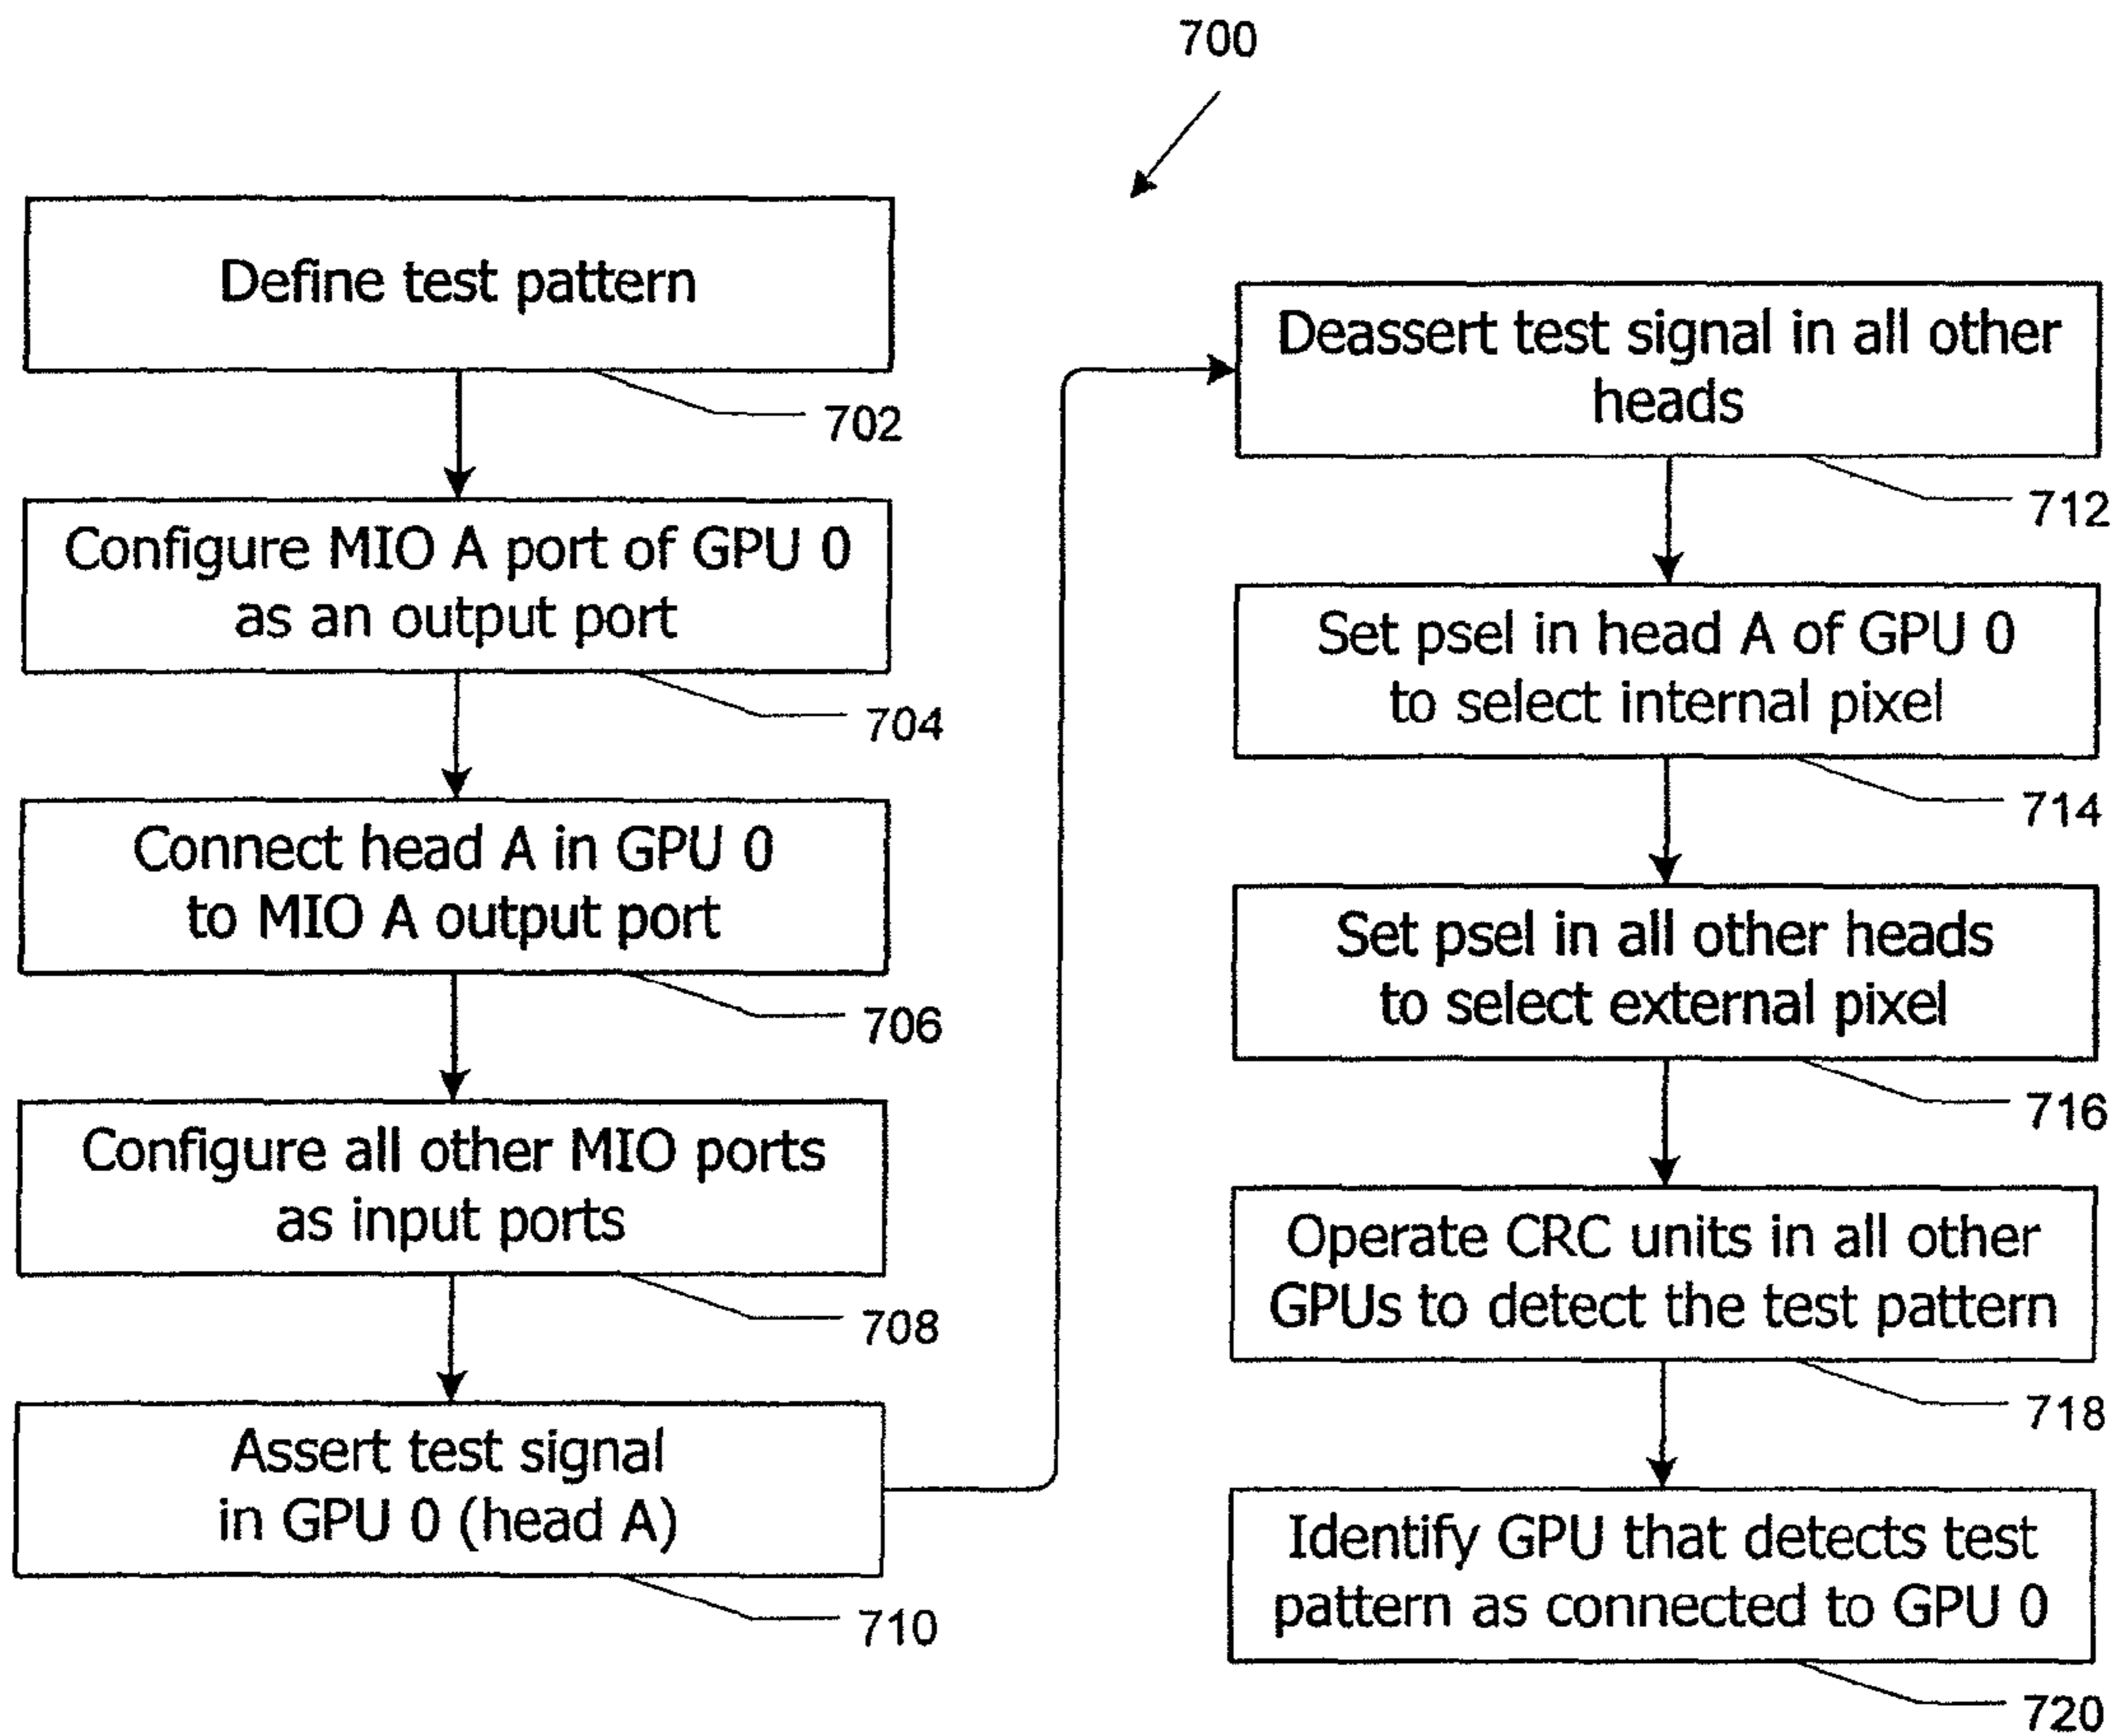 700
Define test pattern
702
Configure MIO A port of GPU 0
as an output port
704
Connect head A in GPU 0
to MIO A output port
706
Configure all other MIO ports
as input ports
708
Assert test signal
in GPU 0 (head A)
710
Deassert test signal in all other
heads
712
Set psel in head A of GPU 0
to select internal pixel
714
Set psel in all other heads
to select external pixel
716
Operate CRC units in all other
GPUs to detect the test pattern
718
Identify GPU that detects test
pattern as connected to GPU 0
720